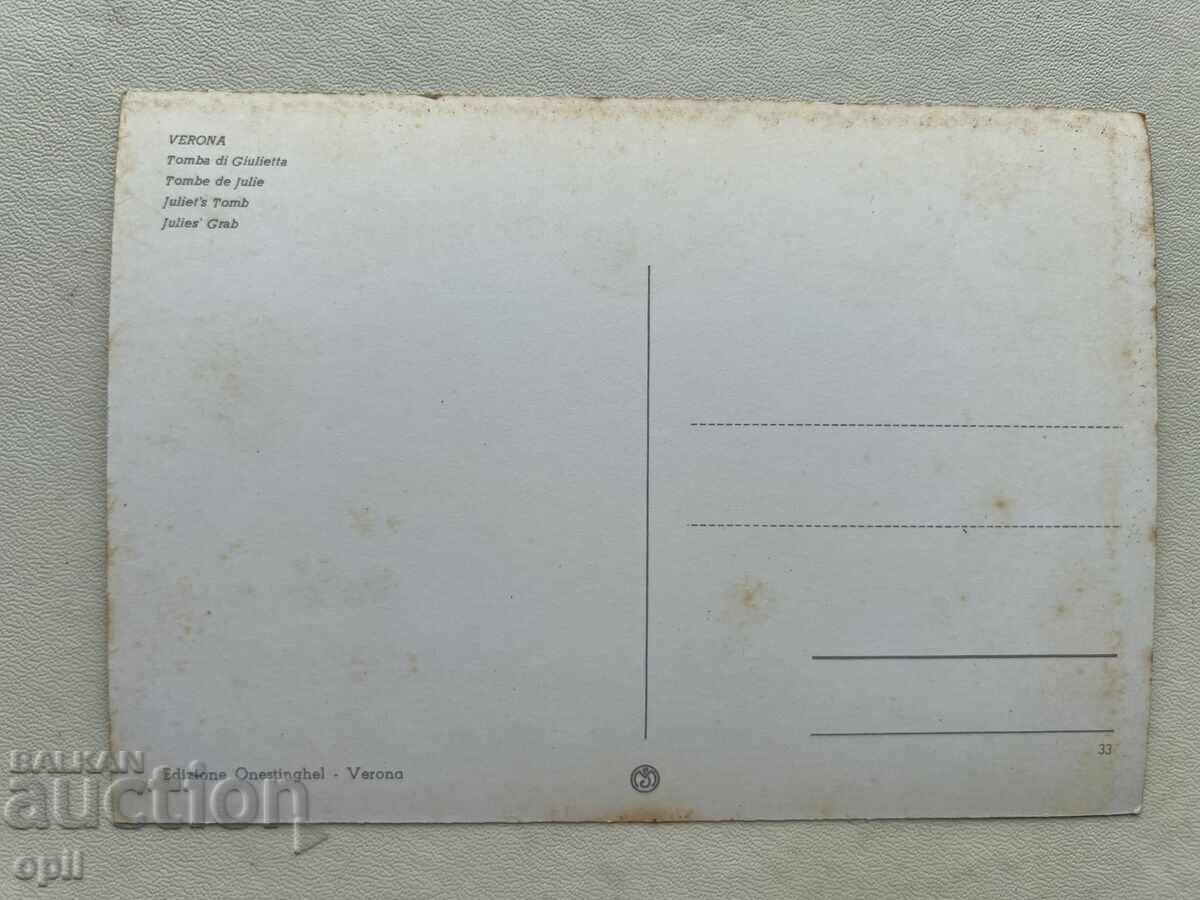 VERONA
Tomba di Giulietta
Tombe de Julie
Juliet's Tomb
Julies' Grab
33
Edizione Onestinghel - Verona
BALKAN
auction
opil